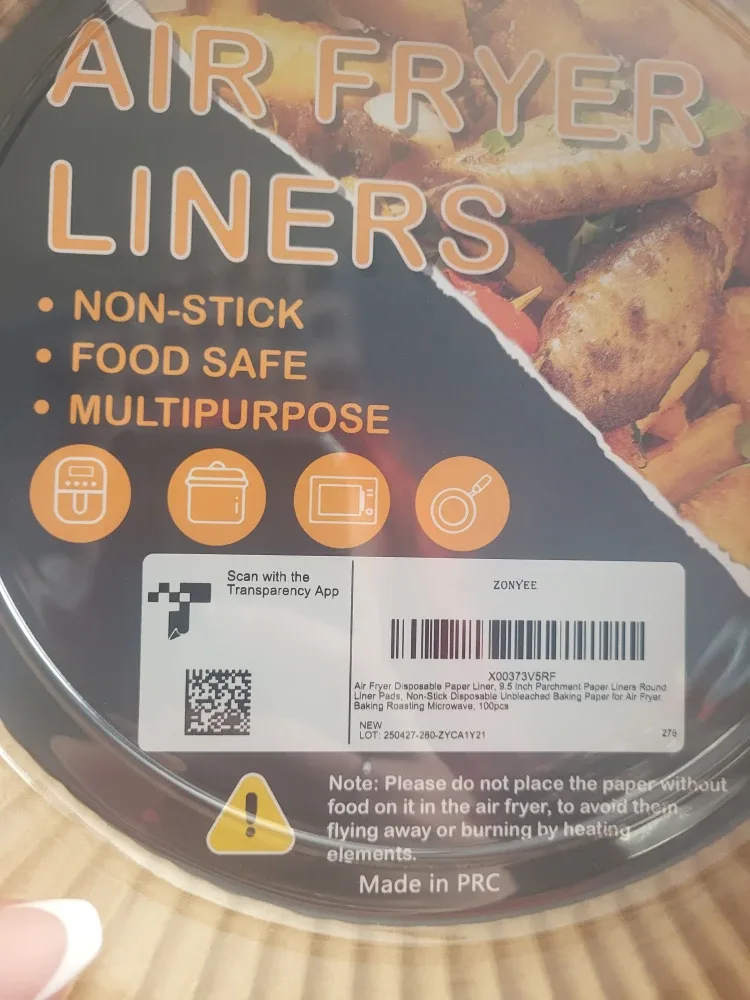 AIR FRYER
LINERS
• NON-STICK
• FOOD SAFE
• MULTIPURPOSE
Scan with the
Transparency App
ZONYEE
X00373V5RF
Air Fryer Disposable Paper Liner, 9.5 Inch Parchment Paper Liners Round
Liner Pads, Non-Stick Disposable Unbleached Baking Paper for Air Fryer
Baking Roasting Microwave, 100pcs
NEW
LOT: 250427-280-ZYCA1Y21
276
Note: Please do not place the paper without
food on it in the air fryer, to avoid them
flying away or burning by heating
elements.
Made in PRC